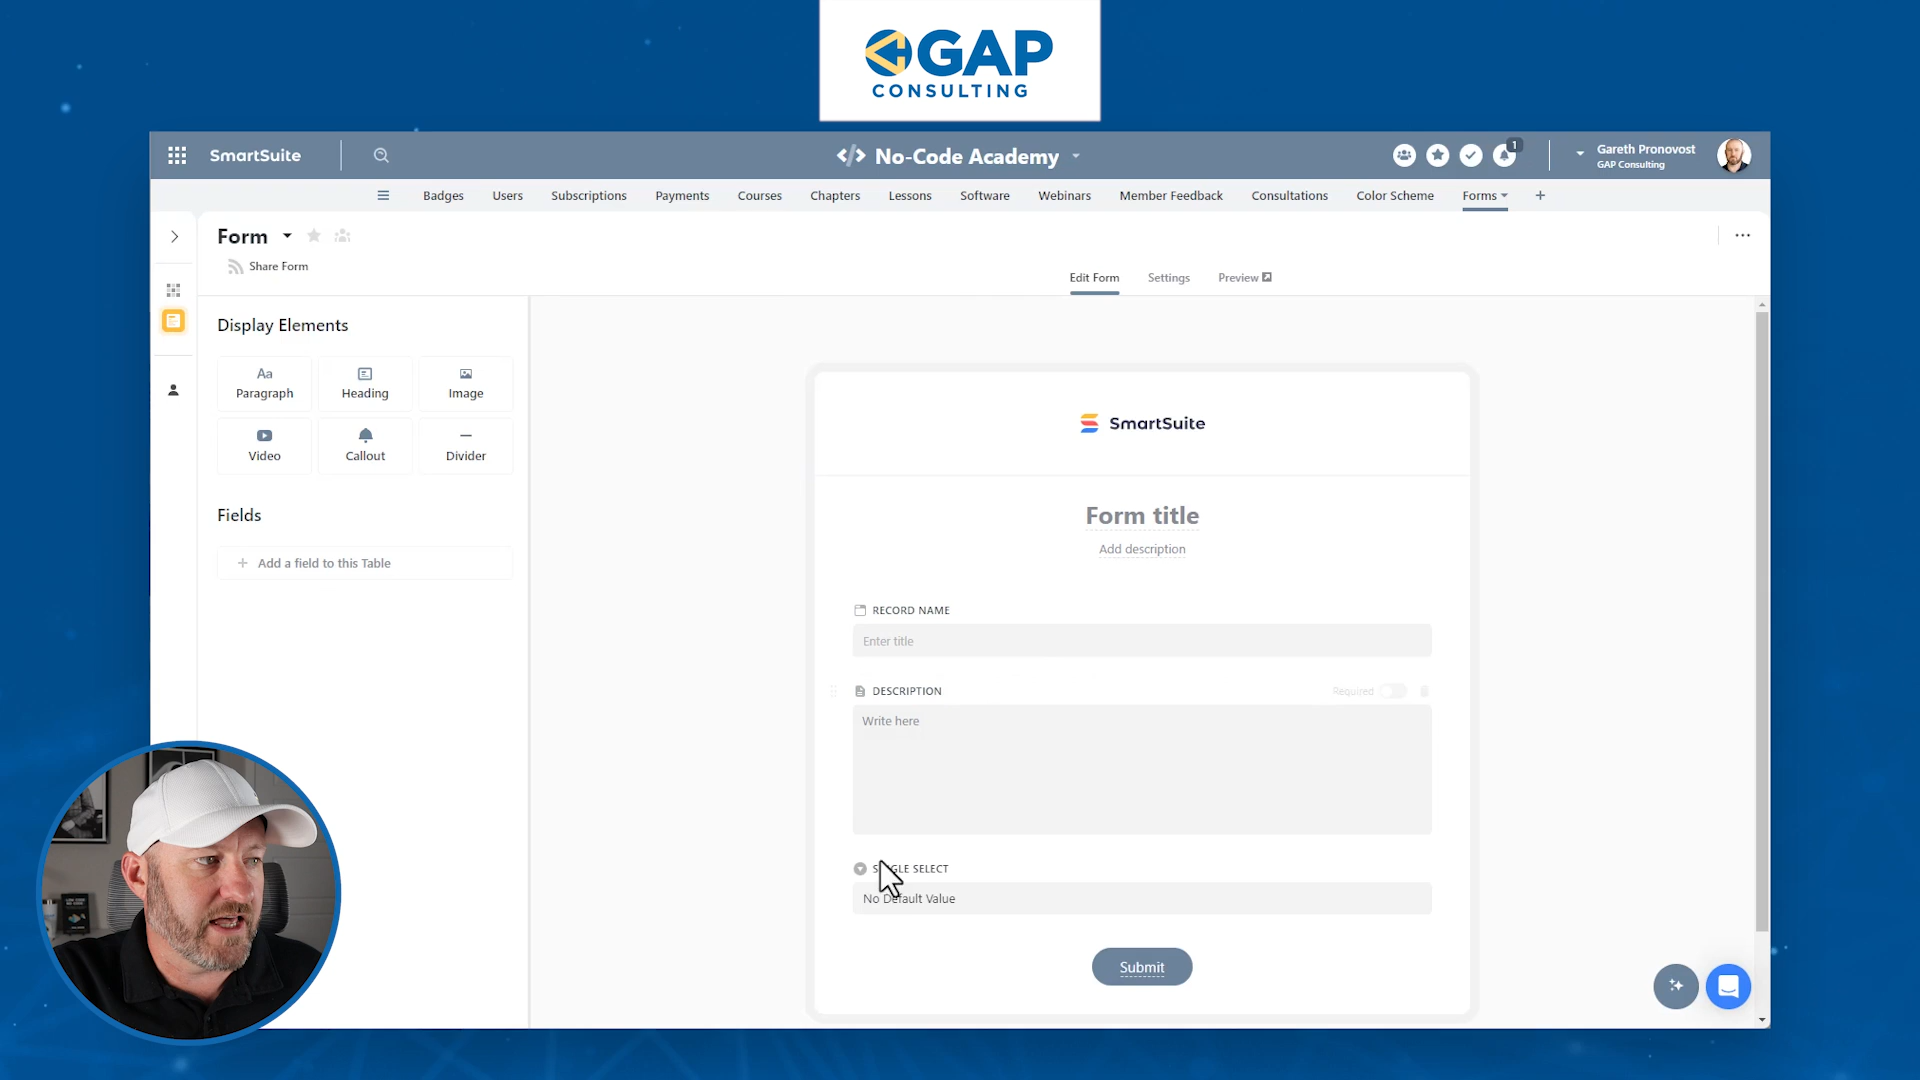 GAP
CONSULTING
SmartSuite
No-Code Academy
1
Gareth Pronovost
GAP Consulting
Badges
Users
Subscriptions
Payments
Courses
Chapters
Lessons
Software
Webinars
Member Feedback
Consultations
Color Scheme
Forms
Form
Share Form
Edit Form
Settings
Preview
Display Elements
Aa
Paragraph
Heading
Image
Video
Callout
Divider
Fields
+ Add a field to this Table
SmartSuite
Form title
Add description
RECORD NAME
Enter title
DESCRIPTION
Required
Write here
SINGLE SELECT
No Default Value
Submit